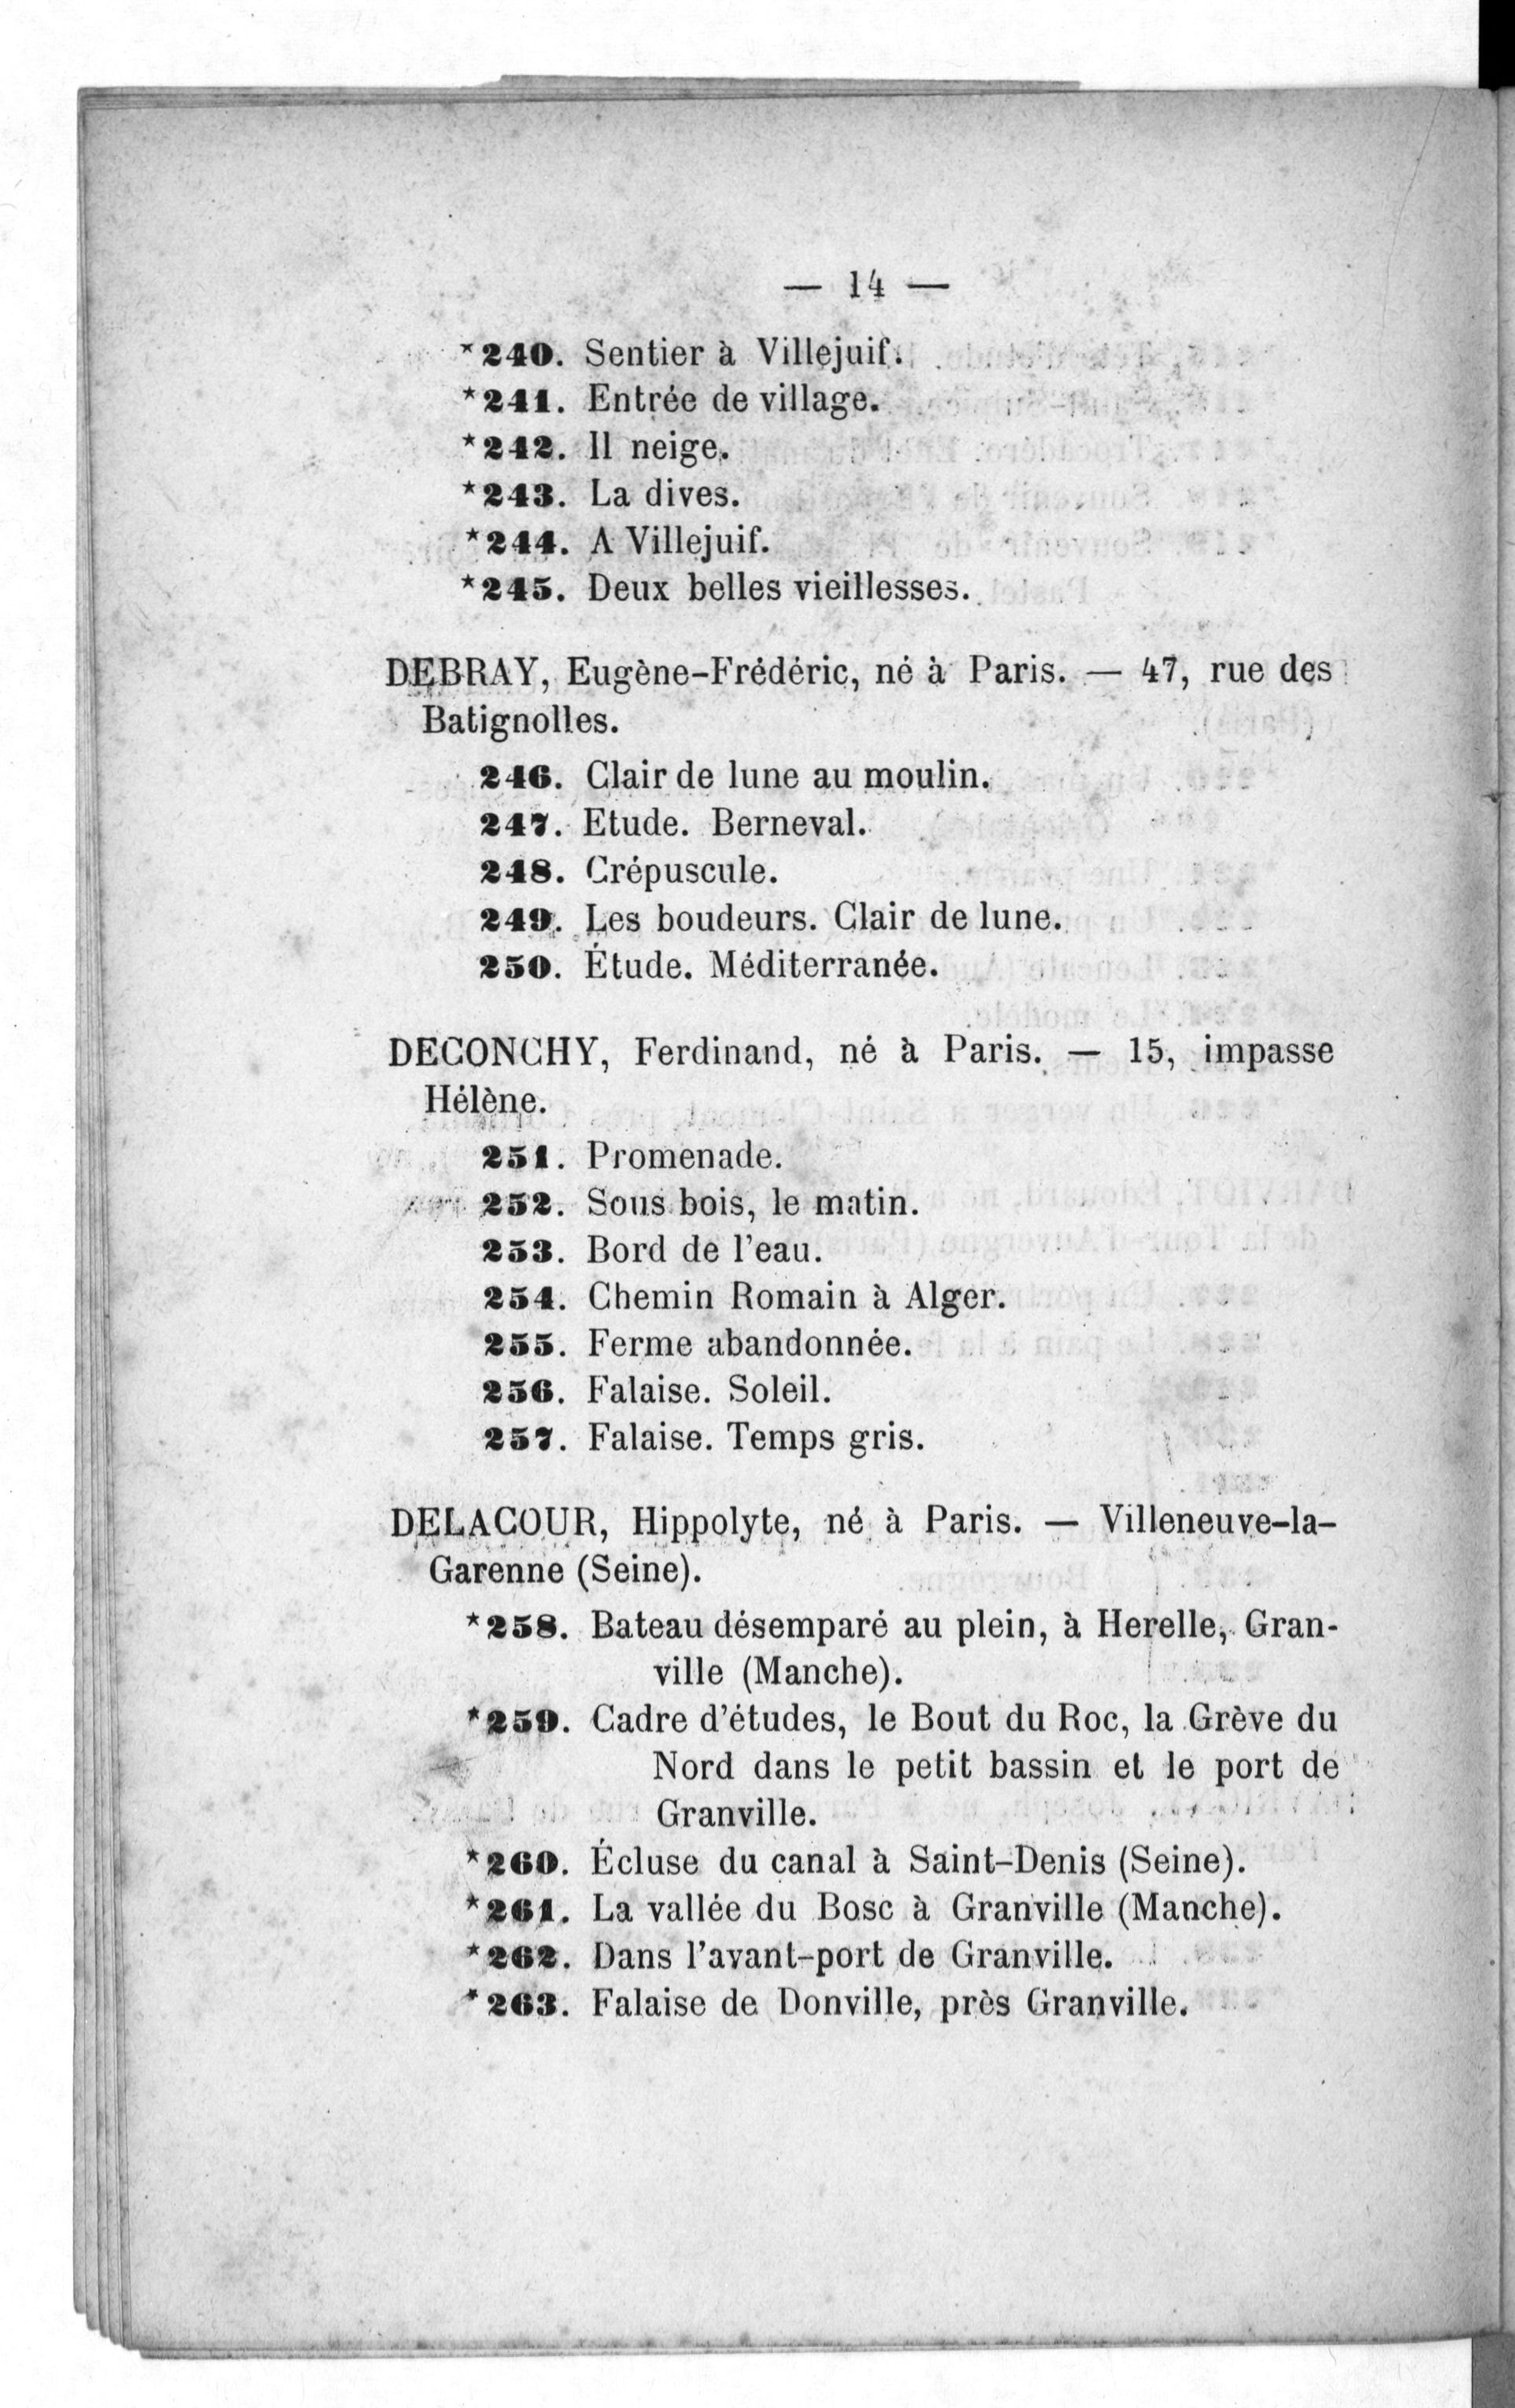 — 14 —
*240. Sentier à Villejuif.
*241. Entrée de village.
*242. Il neige.
*243. La dives.
*244. A Villejuif.
*245. Deux belles vieillesses.
DEBRAY, Eugène-Frédéric, né à Paris. — 47, rue des
Batignolles.
246. Clair de lune au moulin.
247. Etude. Berneval.
248. Crépuscule.
249. Les boudeurs. Clair de lune.
250. Étude. Méditerranée.
DECONCHY, Ferdinand, né à Paris. — 15, impasse
Hélène.
251. Promenade.
252. Sous bois, le matin.
253. Bord de l'eau.
254. Chemin Romain à Alger.
255. Ferme abandonnée.
256. Falaise. Soleil.
257. Falaise. Temps gris.
DELACOUR, Hippolyte, né à Paris. — Villeneuve-la-
Garenne (Seine).
*258. Bateau désemparé au plein, à Herelle, Gran-
ville (Manche).
*259. Cadre d'études, le Bout du Roc, la Grève du
Nord dans le petit bassin et le port de
Granville.
*260. Écluse du canal à Saint-Denis (Seine).
*261. La vallée du Bosc à Granville (Manche).
*262. Dans l'avant-port de Granville.
*263. Falaise de Donville, près Granville.